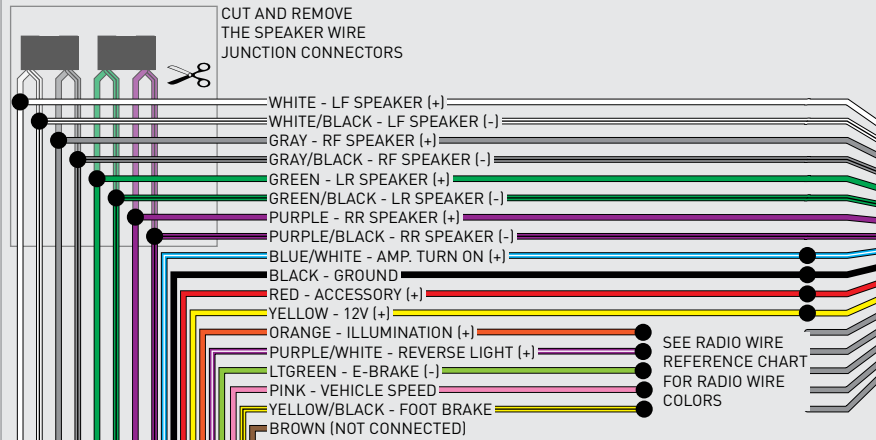 CUT AND REMOVE
THE SPEAKER WIRE
JUNCTION CONNECTORS
WHITE - LF SPEAKER (+)
WHITE/BLACK - LF SPEAKER (-)
GRAY - RF SPEAKER (+)
GRAY/BLACK - RF SPEAKER (-)
GREEN - LR SPEAKER (+)
GREEN/BLACK - LR SPEAKER (-)
PURPLE - RR SPEAKER (+)
PURPLE/BLACK - RR SPEAKER (-)
BLUE/WHITE - AMP. TURN ON (+)
BLACK - GROUND
RED - ACCESSORY (+)
YELLOW - 12V (+)
ORANGE - ILLUMINATION (+)
PURPLE/WHITE - REVERSE LIGHT (+)
LTGREEN - E-BRAKE (-)
PINK - VEHICLE SPEED
YELLOW/BLACK - FOOT BRAKE
BROWN (NOT CONNECTED)
SEE RADIO WIRE
REFERENCE CHART
FOR RADIO WIRE
COLORS